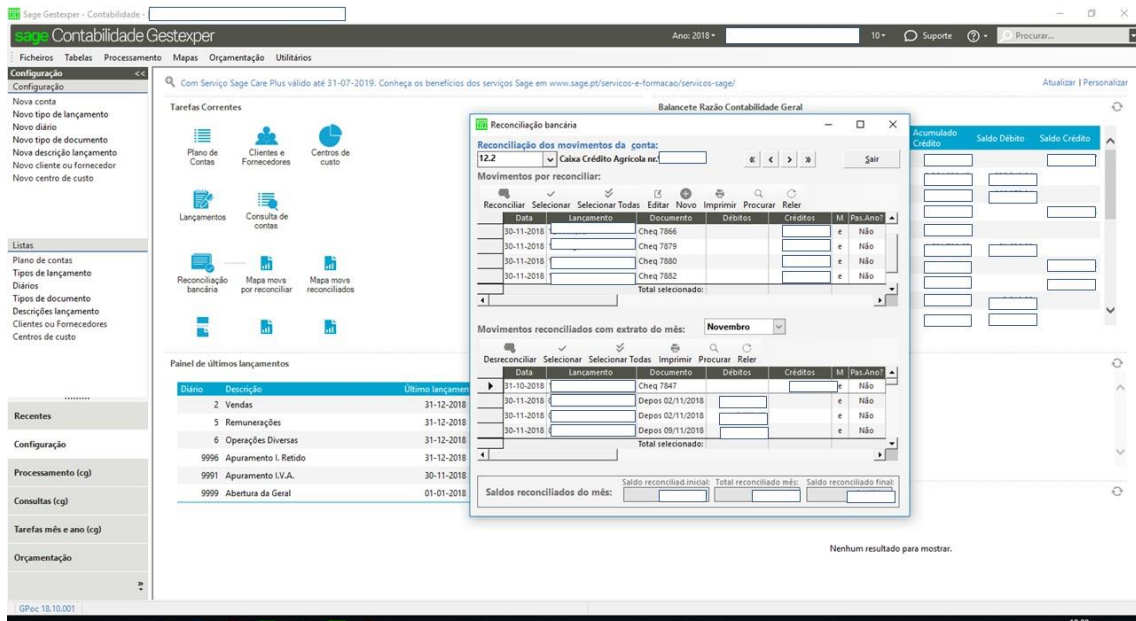 Sage Gestexper - Contabilidade -
sage Contabilidade Gestexper
Ano: 2018
10
Suporte
Procurar...
Ficheiros Tabelas Processamento Mapas Orçamentação Utilitários
Configuração <<
Configuração
Nova conta
Novo tipo de lançamento
Novo diário
Novo tipo de documento
Nova descrição lançamento
Novo cliente ou fornecedor
Novo centro de custo
Listas
Plano de contas
Tipos de lançamento
Diários
Tipos de documento
Descrições lançamento
Clientes ou Fornecedores
Centros de custo
Recentes
Configuração
Processamento (cg)
Consultas (cg)
Tarefas mês e ano (cg)
Orçamentação
GPoc 18.10.001
Com Serviço Sage Care Plus válido até 31-07-2019. Conheça os benefícios dos serviços Sage em www.sage.pt/servicos-e-formacao/servicos-sage/
Atualizar | Personalizar
Tarefas Correntes
Plano de Contas
Clientes e Fornecedores
Centros de custo
Lançamentos
Consulta de contas
Reconciliação bancária
Mapa movs por reconciliar
Mapa movs reconciliados
Painel de últimos lançamentos
Diário Descrição Último lançamen
2 Vendas 31-12-2018
5 Remunerações 31-12-2018
6 Operações Diversas 31-12-2018
9996 Apuramento I. Retido 31-12-2018
9991 Apuramento I.V.A. 30-11-2018
9999 Abertura da Geral 01-01-2018
Balancete Razão Contabilidade Geral
Acumulado Crédito Saldo Débito Saldo Crédito
Nenhum resultado para mostrar.
Reconciliação bancária
Reconciliação dos movimentos da conta:
12.2 Caixa Crédito Agrícola nr.
Sair
Movimentos por reconciliar:
Reconciliar Selecionar Selecionar Todas Editar Novo Imprimir Procurar Reler
Data Lançamento Documento Débitos Créditos M Pas.Ano?
30-11-2018 Cheq 7866 e Não
30-11-2018 Cheq 7879 e Não
30-11-2018 Cheq 7880 e Não
30-11-2018 Cheq 7882 e Não
Total selecionado:
Movimentos reconciliados com extrato do mês: Novembro
Desreconciliar Selecionar Selecionar Todas Imprimir Procurar Reler
Data Lançamento Documento Débitos Créditos M Pas.Ano?
31-10-2018 Cheq 7847 e Não
30-11-2018 Depos 02/11/2018 e Não
30-11-2018 Depos 02/11/2018 e Não
30-11-2018 Depos 09/11/2018 e Não
Total selecionado:
Saldo reconciliad.inicial: Total reconciliado mês: Saldo reconciliado final:
Saldos reconciliados do mês: